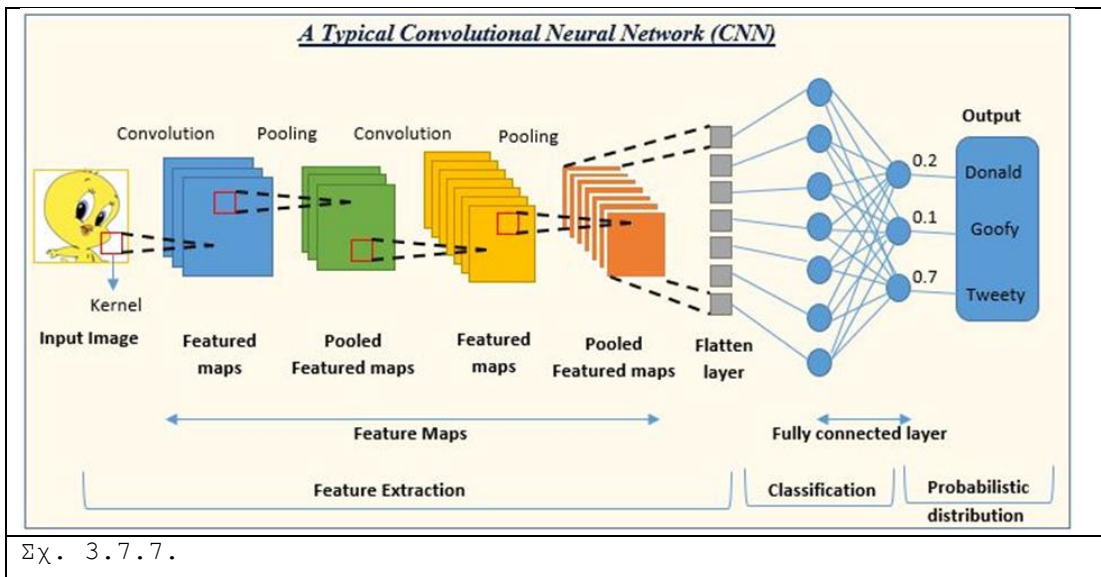 A Typical Convolutional Neural Network (CNN)
Convolution
Pooling
Convolution
Pooling
Output
0.2
Donald
0.1
Goofy
0.7
Tweety
Kernel
Input Image
Featured
maps
Pooled
Featured maps
Featured
maps
Pooled
Featured maps
Flatten
layer
Feature Maps
Fully connected layer
Feature Extraction
Classification
Probabilistic
distribution
Σχ. 3.7.7.